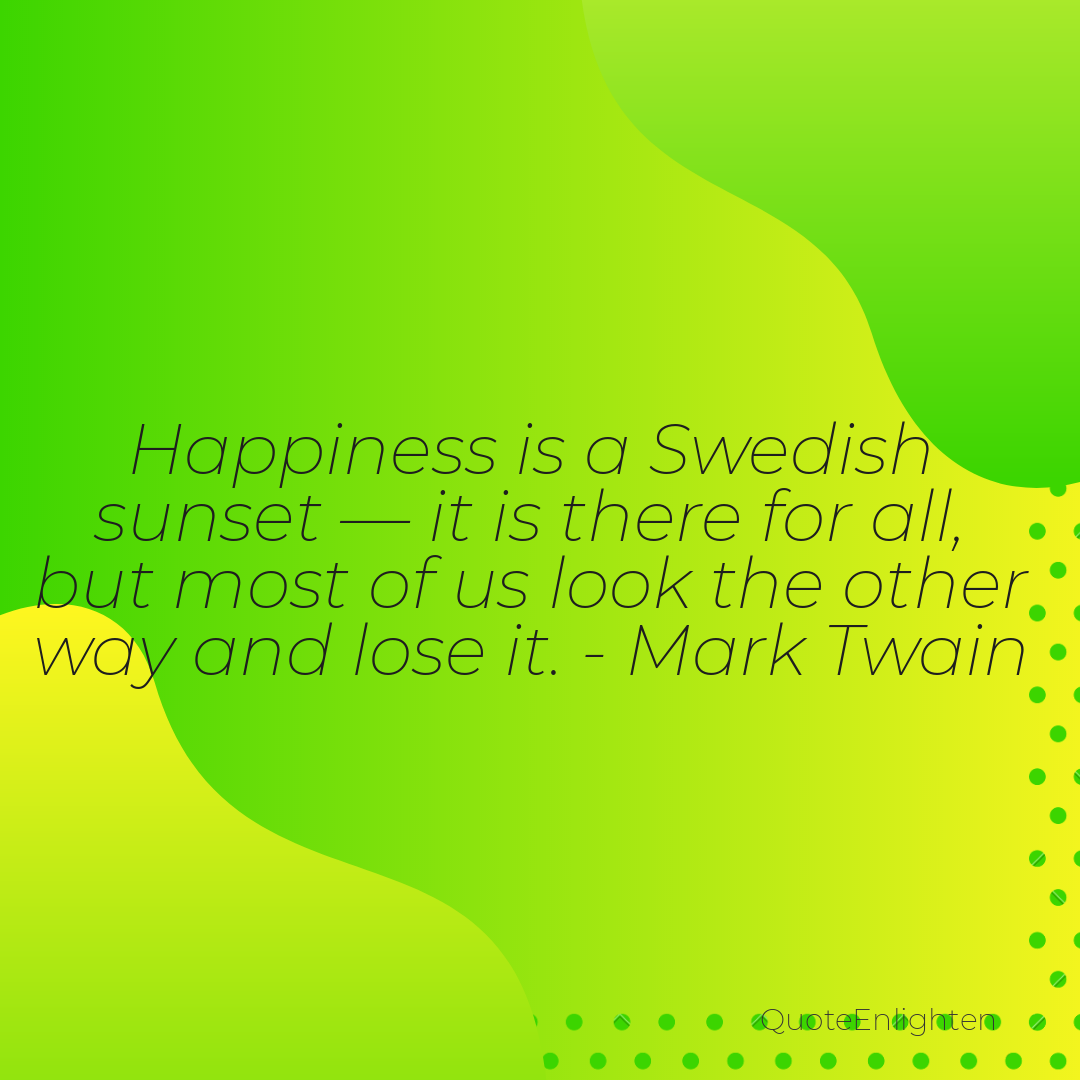 Happiness is a Swedish
sunset — it is there for all,
but most of us look the other
way and lose it. - Mark Twain
QuoteEnlighten